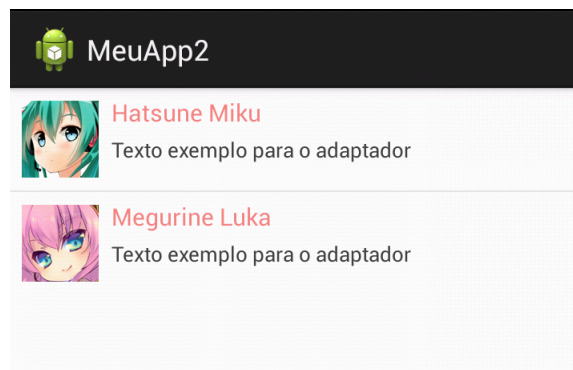 MeuApp2
Hatsune Miku
Texto exemplo para o adaptador
Megurine Luka
Texto exemplo para o adaptador